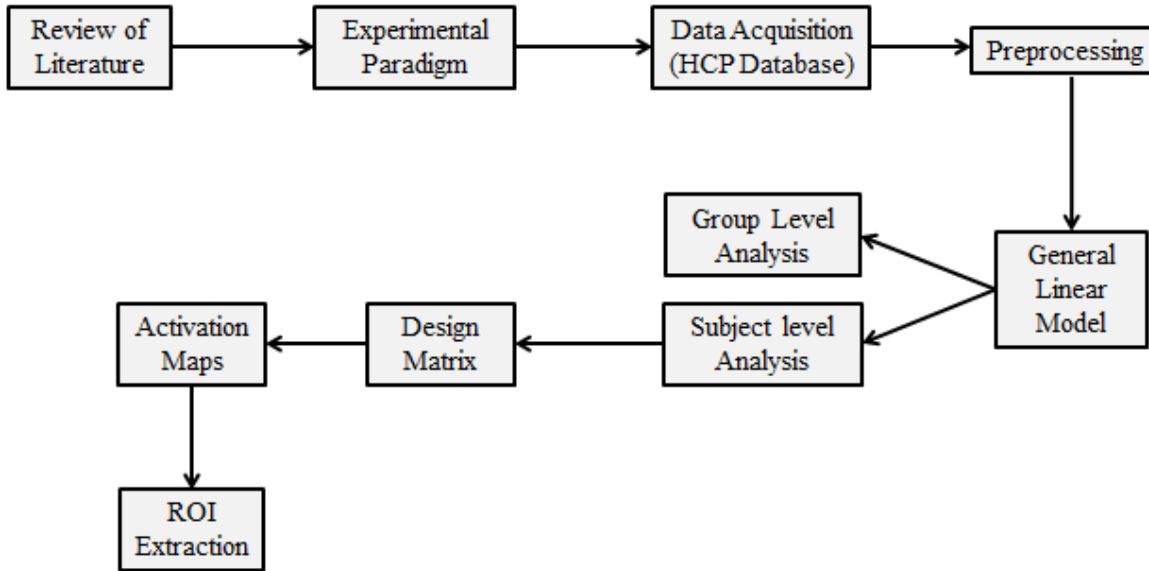 Review of
Literature
Experimental
Paradigm
Data Acquisition
(HCP Database)
Preprocessing
General
Linear
Model
Group Level
Analysis
Subject level
Analysis
Design
Matrix
Activation
Maps
ROI
Extraction